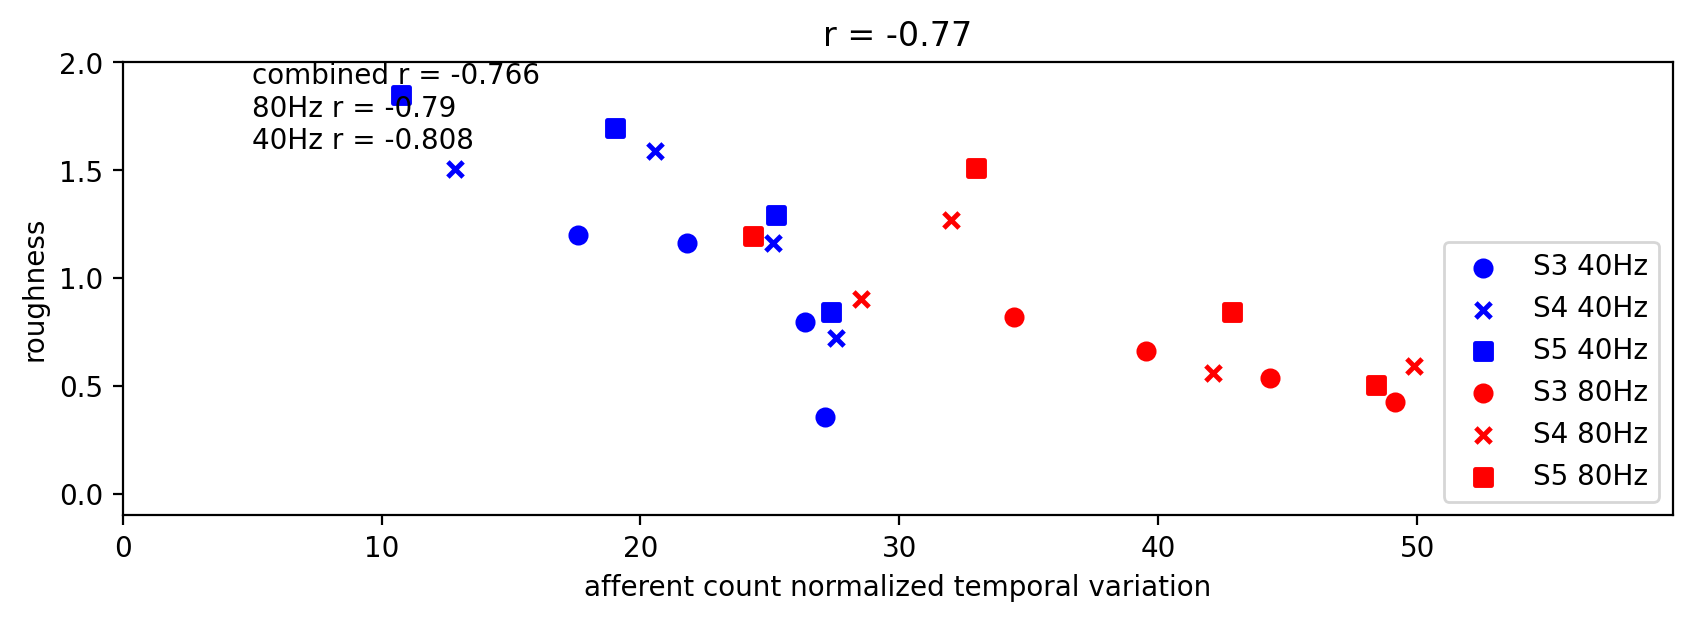 r = -0.77
combined r = -0.766
80Hz r = -0.79
40Hz r = -0.808
2.0
1.5
1.0
0.5
0.0
roughness
S3 40Hz
S4 40Hz
S5 40Hz
S3 80Hz
S4 80Hz
S5 80Hz
0 10 20 30 40 50
afferent count normalized temporal variation